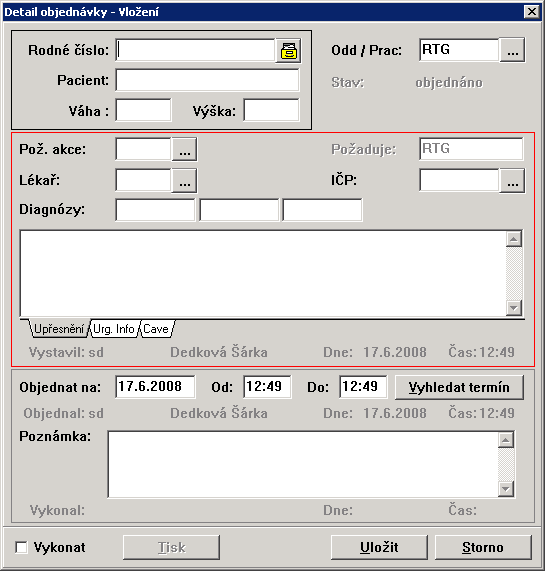 Detail objednávky - Vložení
Rodné číslo: Odd / Prac: RTG ...
Pacient: Stav: objednáno
Váha : Výška:
Pož. akce: ... Požaduje: RTG
Lékař: ... IČP: ...
Diagnózy:
Upřesnění Urg. Info Cave
Vystavil: sd Dedková Šárka Dne: 17.6.2008 Čas: 12:49
Objednat na: 17.6.2008 Od: 12:49 Do: 12:49 Vyhledat termín
Objednal: sd Dedková Šárka Dne: 17.6.2008 Čas: 12:49
Poznámka:
Vykonal: Dne: Čas:
Vykonat Tisk Uložit Storno